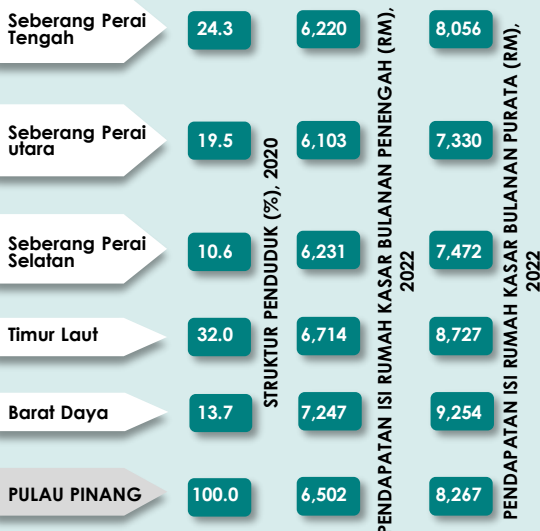 Seberang Perai
Tengah
24.3
6,220
8,056
Seberang Perai
utara
19.5
6,103
7,330
Seberang Perai
Selatan
10.6
6,231
7,472
Timur Laut
32.0
6,714
8,727
Barat Daya
13.7
7,247
9,254
PULAU PINANG
100.0
6,502
8,267
STRUKTUR PENDUDUK (%), 2020
PENDAPATAN ISI RUMAH KASAR BULANAN PENENGAH (RM),
2022
PENDAPATAN ISI RUMAH KASAR BULANAN PURATA (RM),
2022